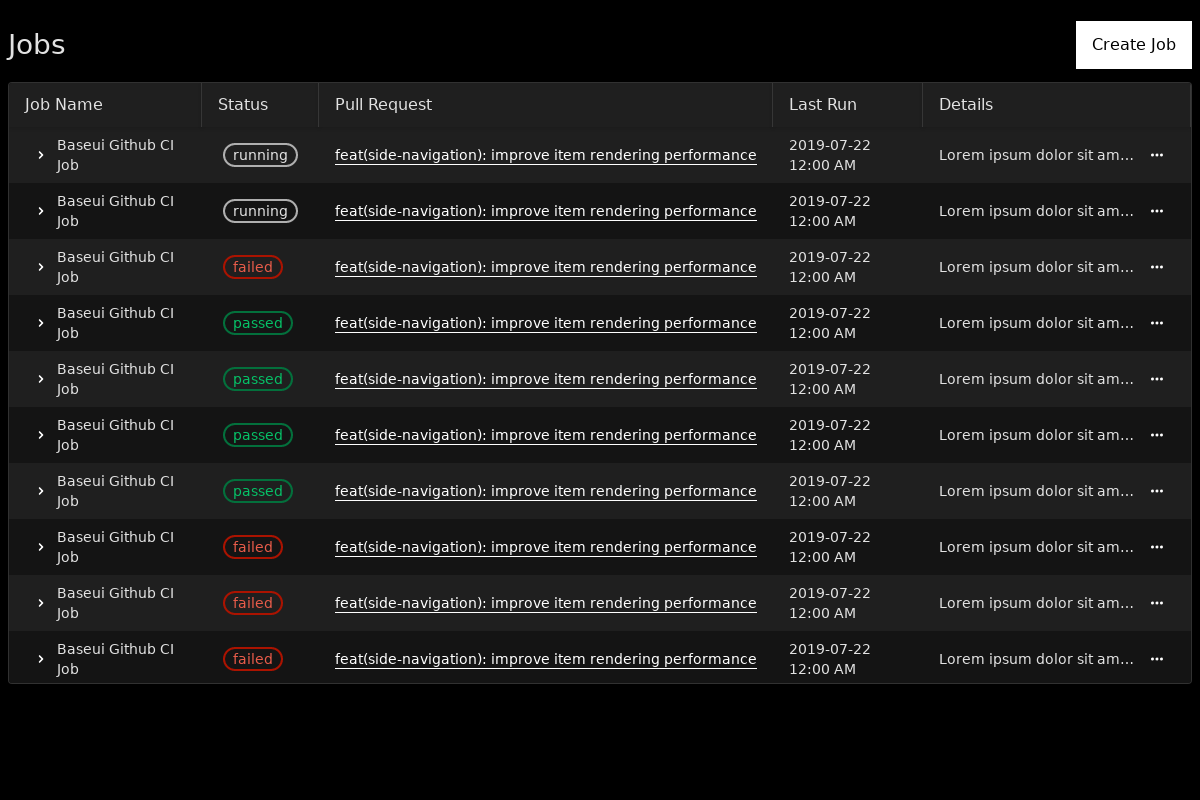 Jobs
Create Job
Job Name Status Pull Request Last Run Details
Baseui Github CI
Job
running
feat(side-navigation): improve item rendering performance
2019-07-22
12:00 AM
Lorem ipsum dolor sit am...
Baseui Github CI
Job
running
feat(side-navigation): improve item rendering performance
2019-07-22
12:00 AM
Lorem ipsum dolor sit am...
Baseui Github CI
Job
failed
feat(side-navigation): improve item rendering performance
2019-07-22
12:00 AM
Lorem ipsum dolor sit am...
Baseui Github CI
Job
passed
feat(side-navigation): improve item rendering performance
2019-07-22
12:00 AM
Lorem ipsum dolor sit am...
Baseui Github CI
Job
passed
feat(side-navigation): improve item rendering performance
2019-07-22
12:00 AM
Lorem ipsum dolor sit am...
Baseui Github CI
Job
passed
feat(side-navigation): improve item rendering performance
2019-07-22
12:00 AM
Lorem ipsum dolor sit am...
Baseui Github CI
Job
passed
feat(side-navigation): improve item rendering performance
2019-07-22
12:00 AM
Lorem ipsum dolor sit am...
Baseui Github CI
Job
failed
feat(side-navigation): improve item rendering performance
2019-07-22
12:00 AM
Lorem ipsum dolor sit am...
Baseui Github CI
Job
failed
feat(side-navigation): improve item rendering performance
2019-07-22
12:00 AM
Lorem ipsum dolor sit am...
Baseui Github CI
Job
failed
feat(side-navigation): improve item rendering performance
2019-07-22
12:00 AM
Lorem ipsum dolor sit am...